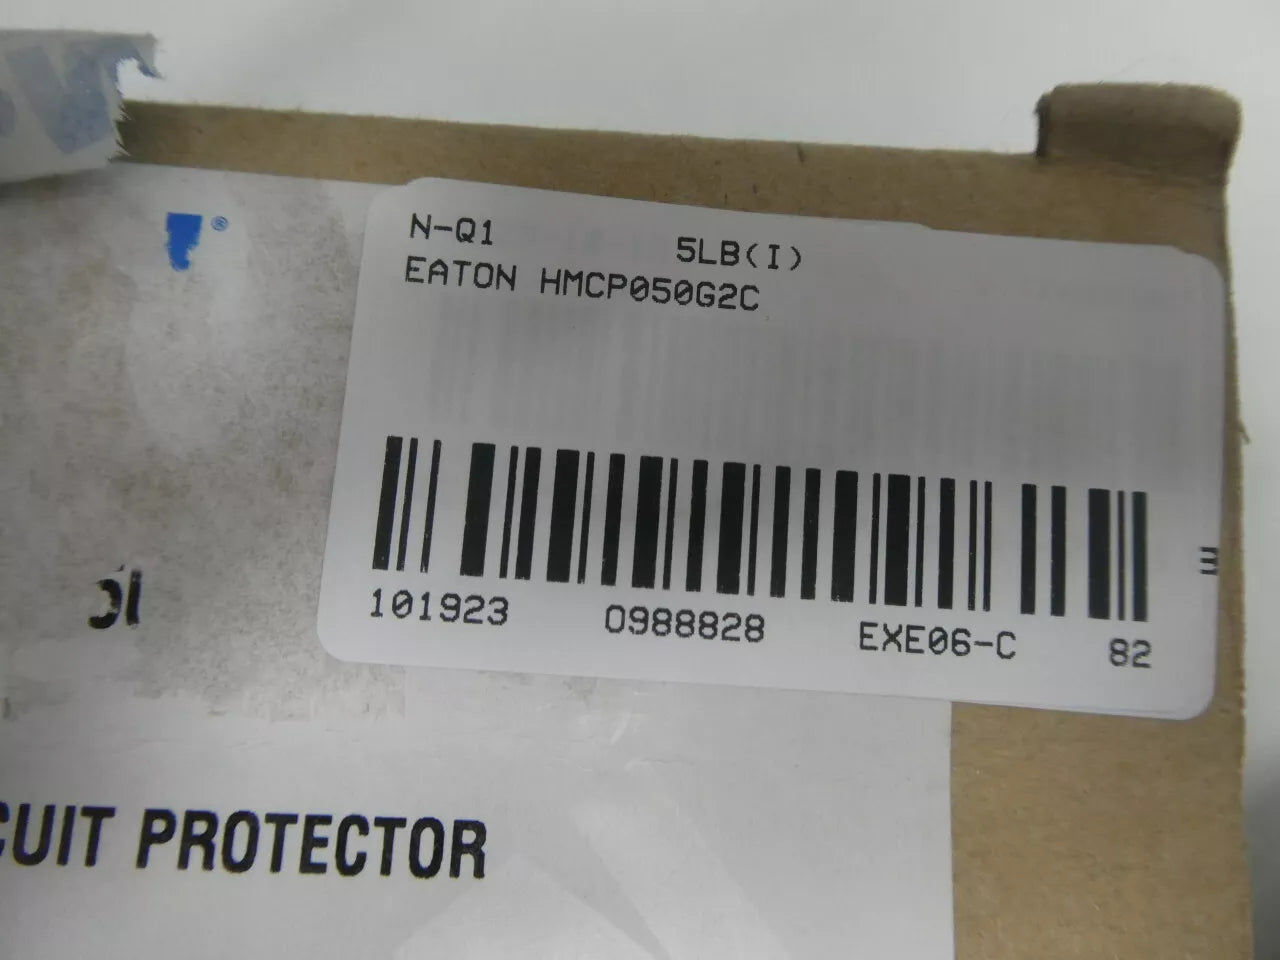 ®
N-Q1 5LB(I)
EATON HMCP050G2C
101923 0988828 EXE06-C 82
CUIT PROTECTOR